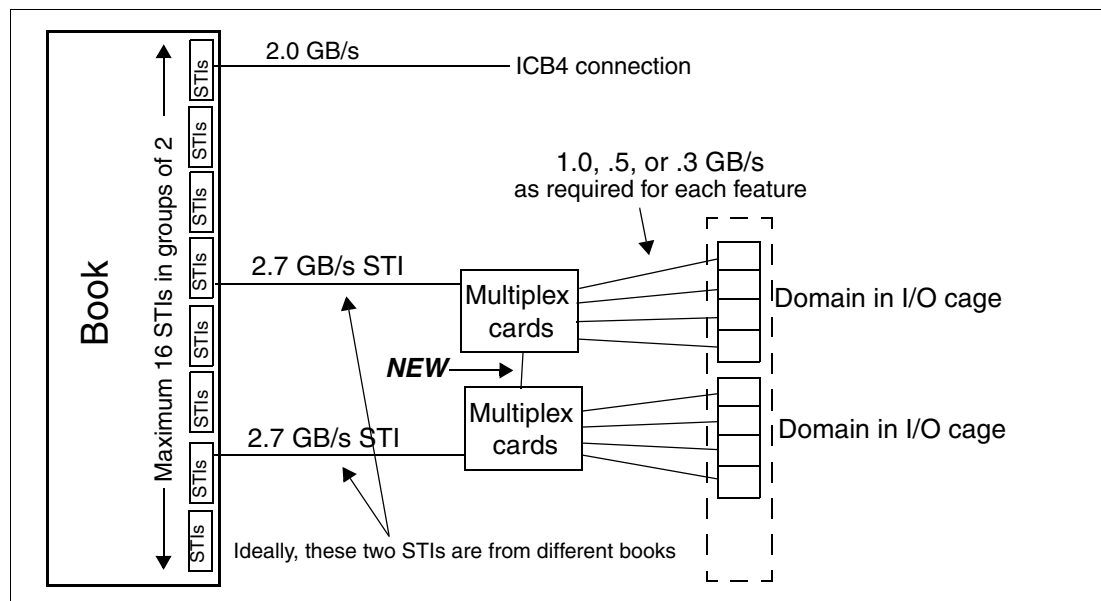 Book
Maximum 16 STIs in groups of 2
STIs
STIs
STIs
STIs
STIs
STIs
STIs
STIs
2.0 GB/s
ICB4 connection
1.0, .5, or .3 GB/s
as required for each feature
2.7 GB/s STI
Multiplex
cards
Domain in I/O cage
NEW
2.7 GB/s STI
Multiplex
cards
Domain in I/O cage
Ideally, these two STIs are from different books